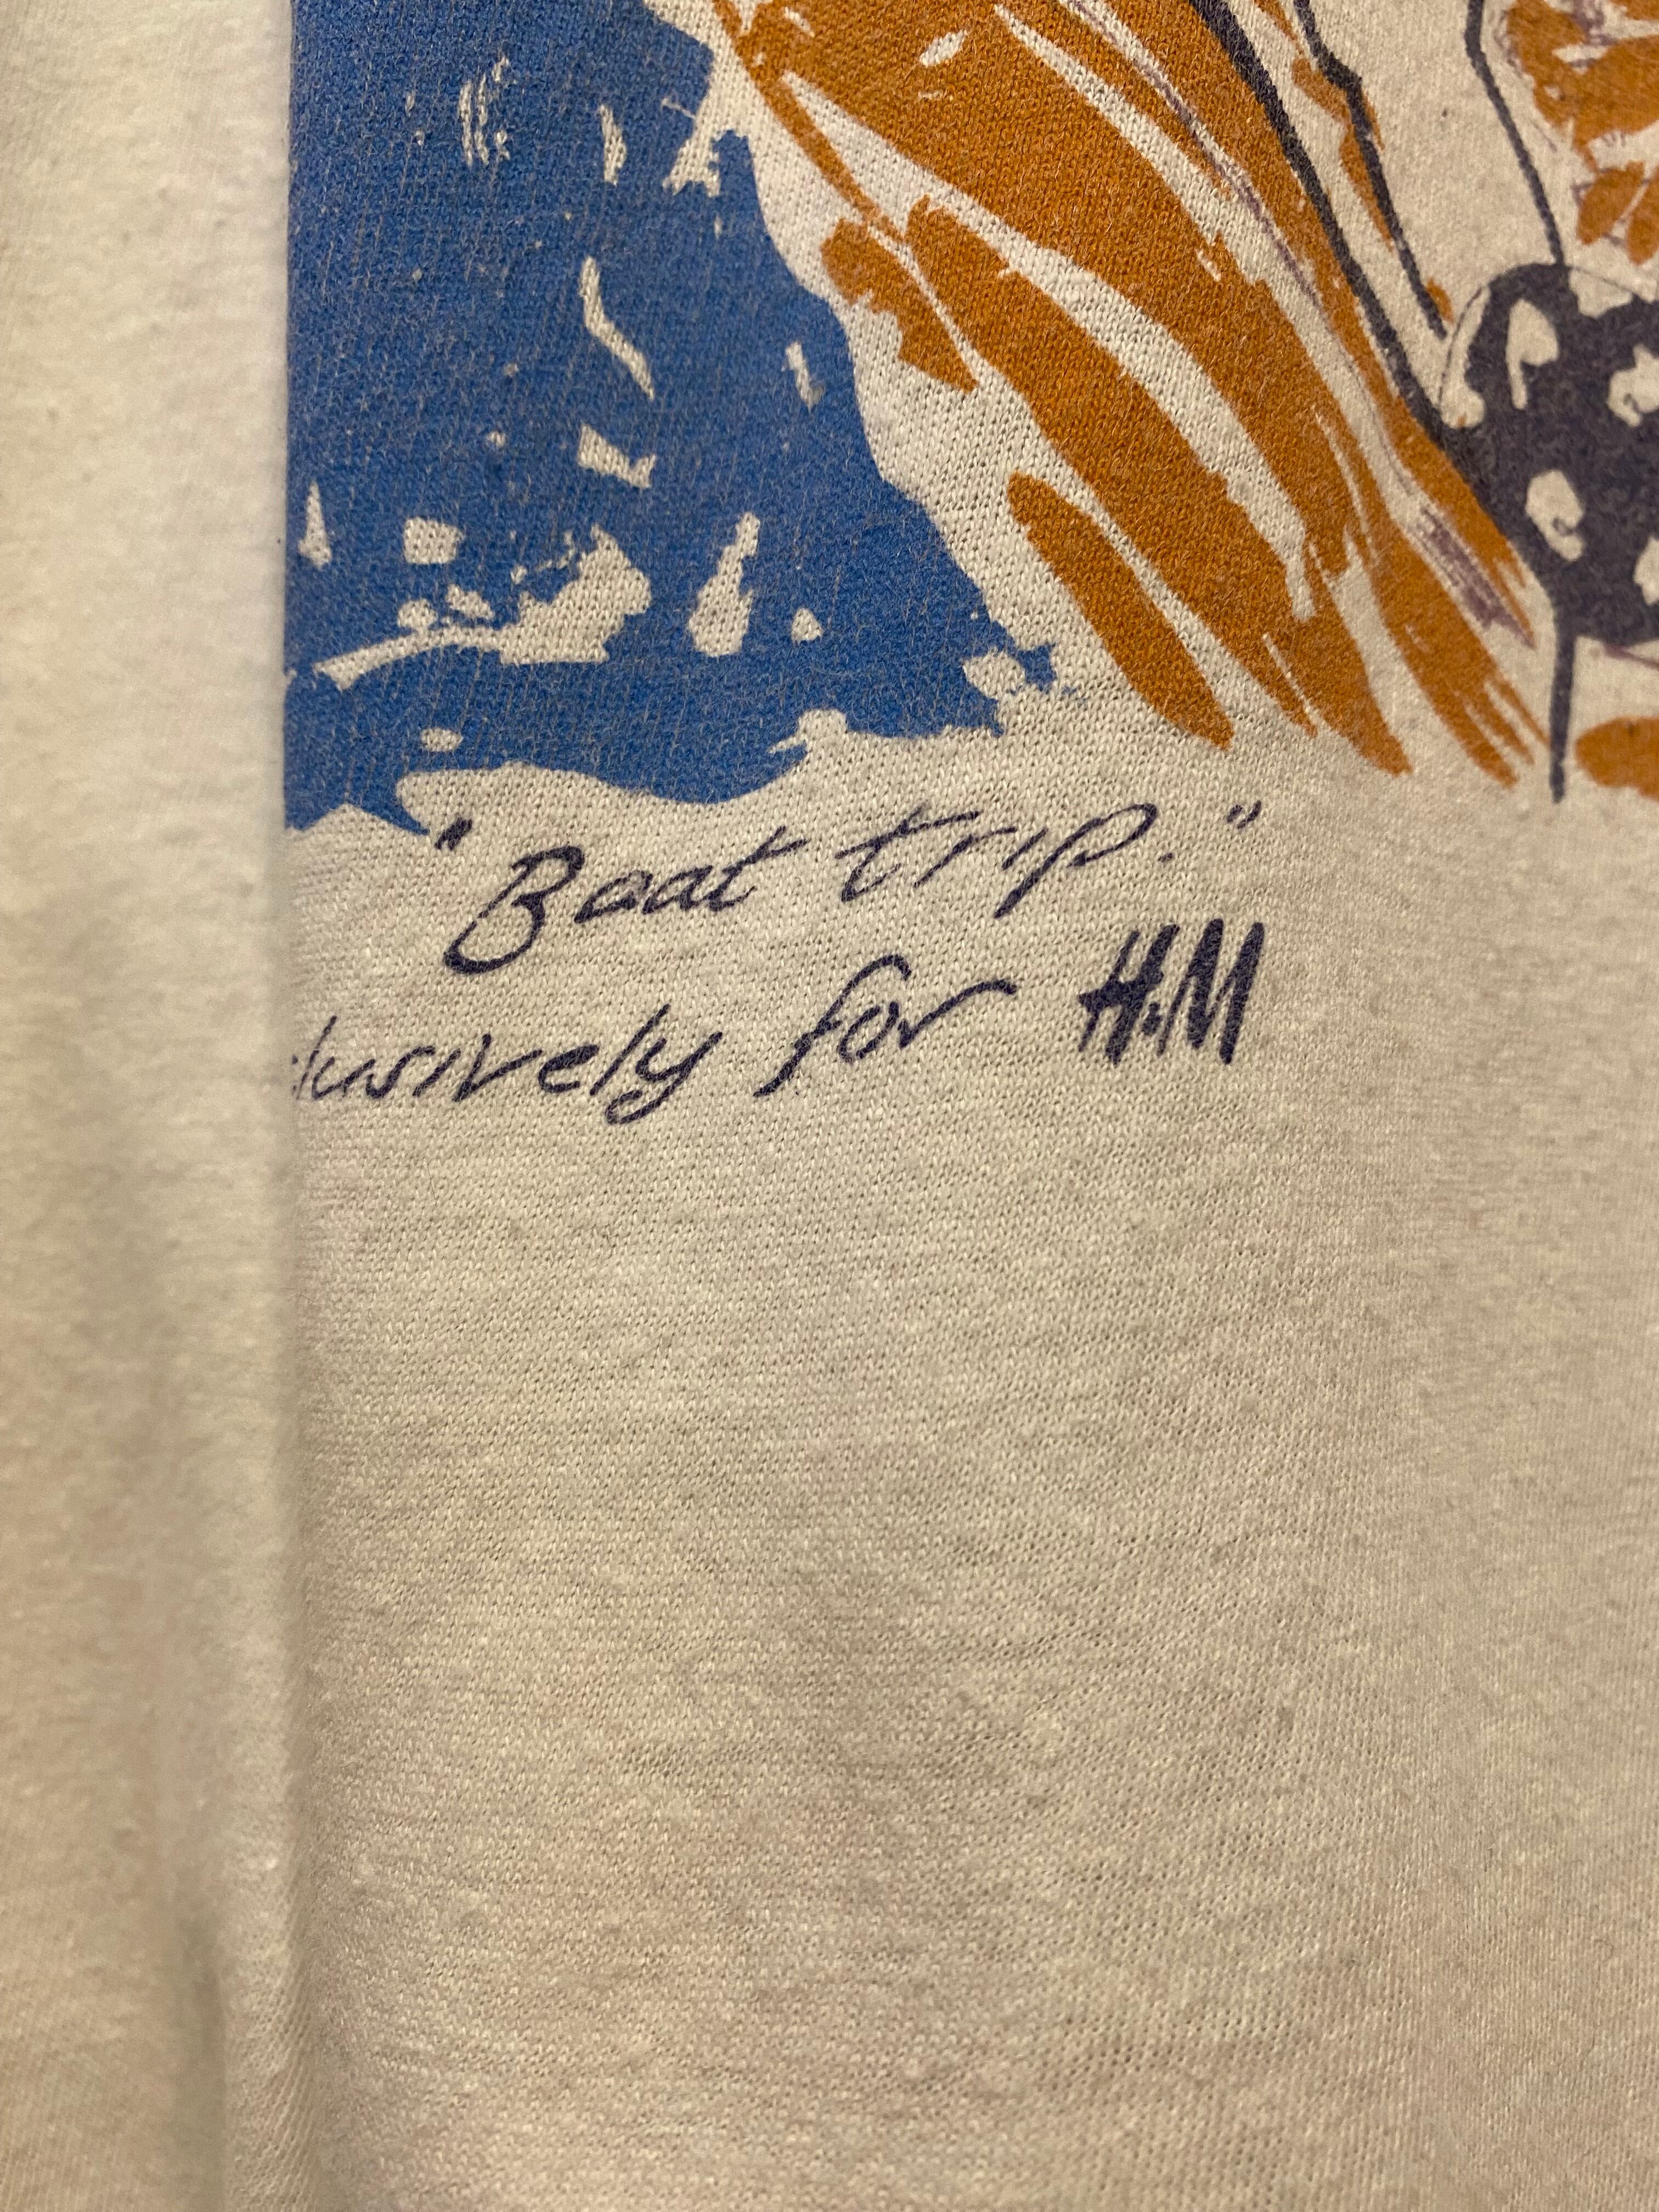 "Boat trip."
clusively for H&M